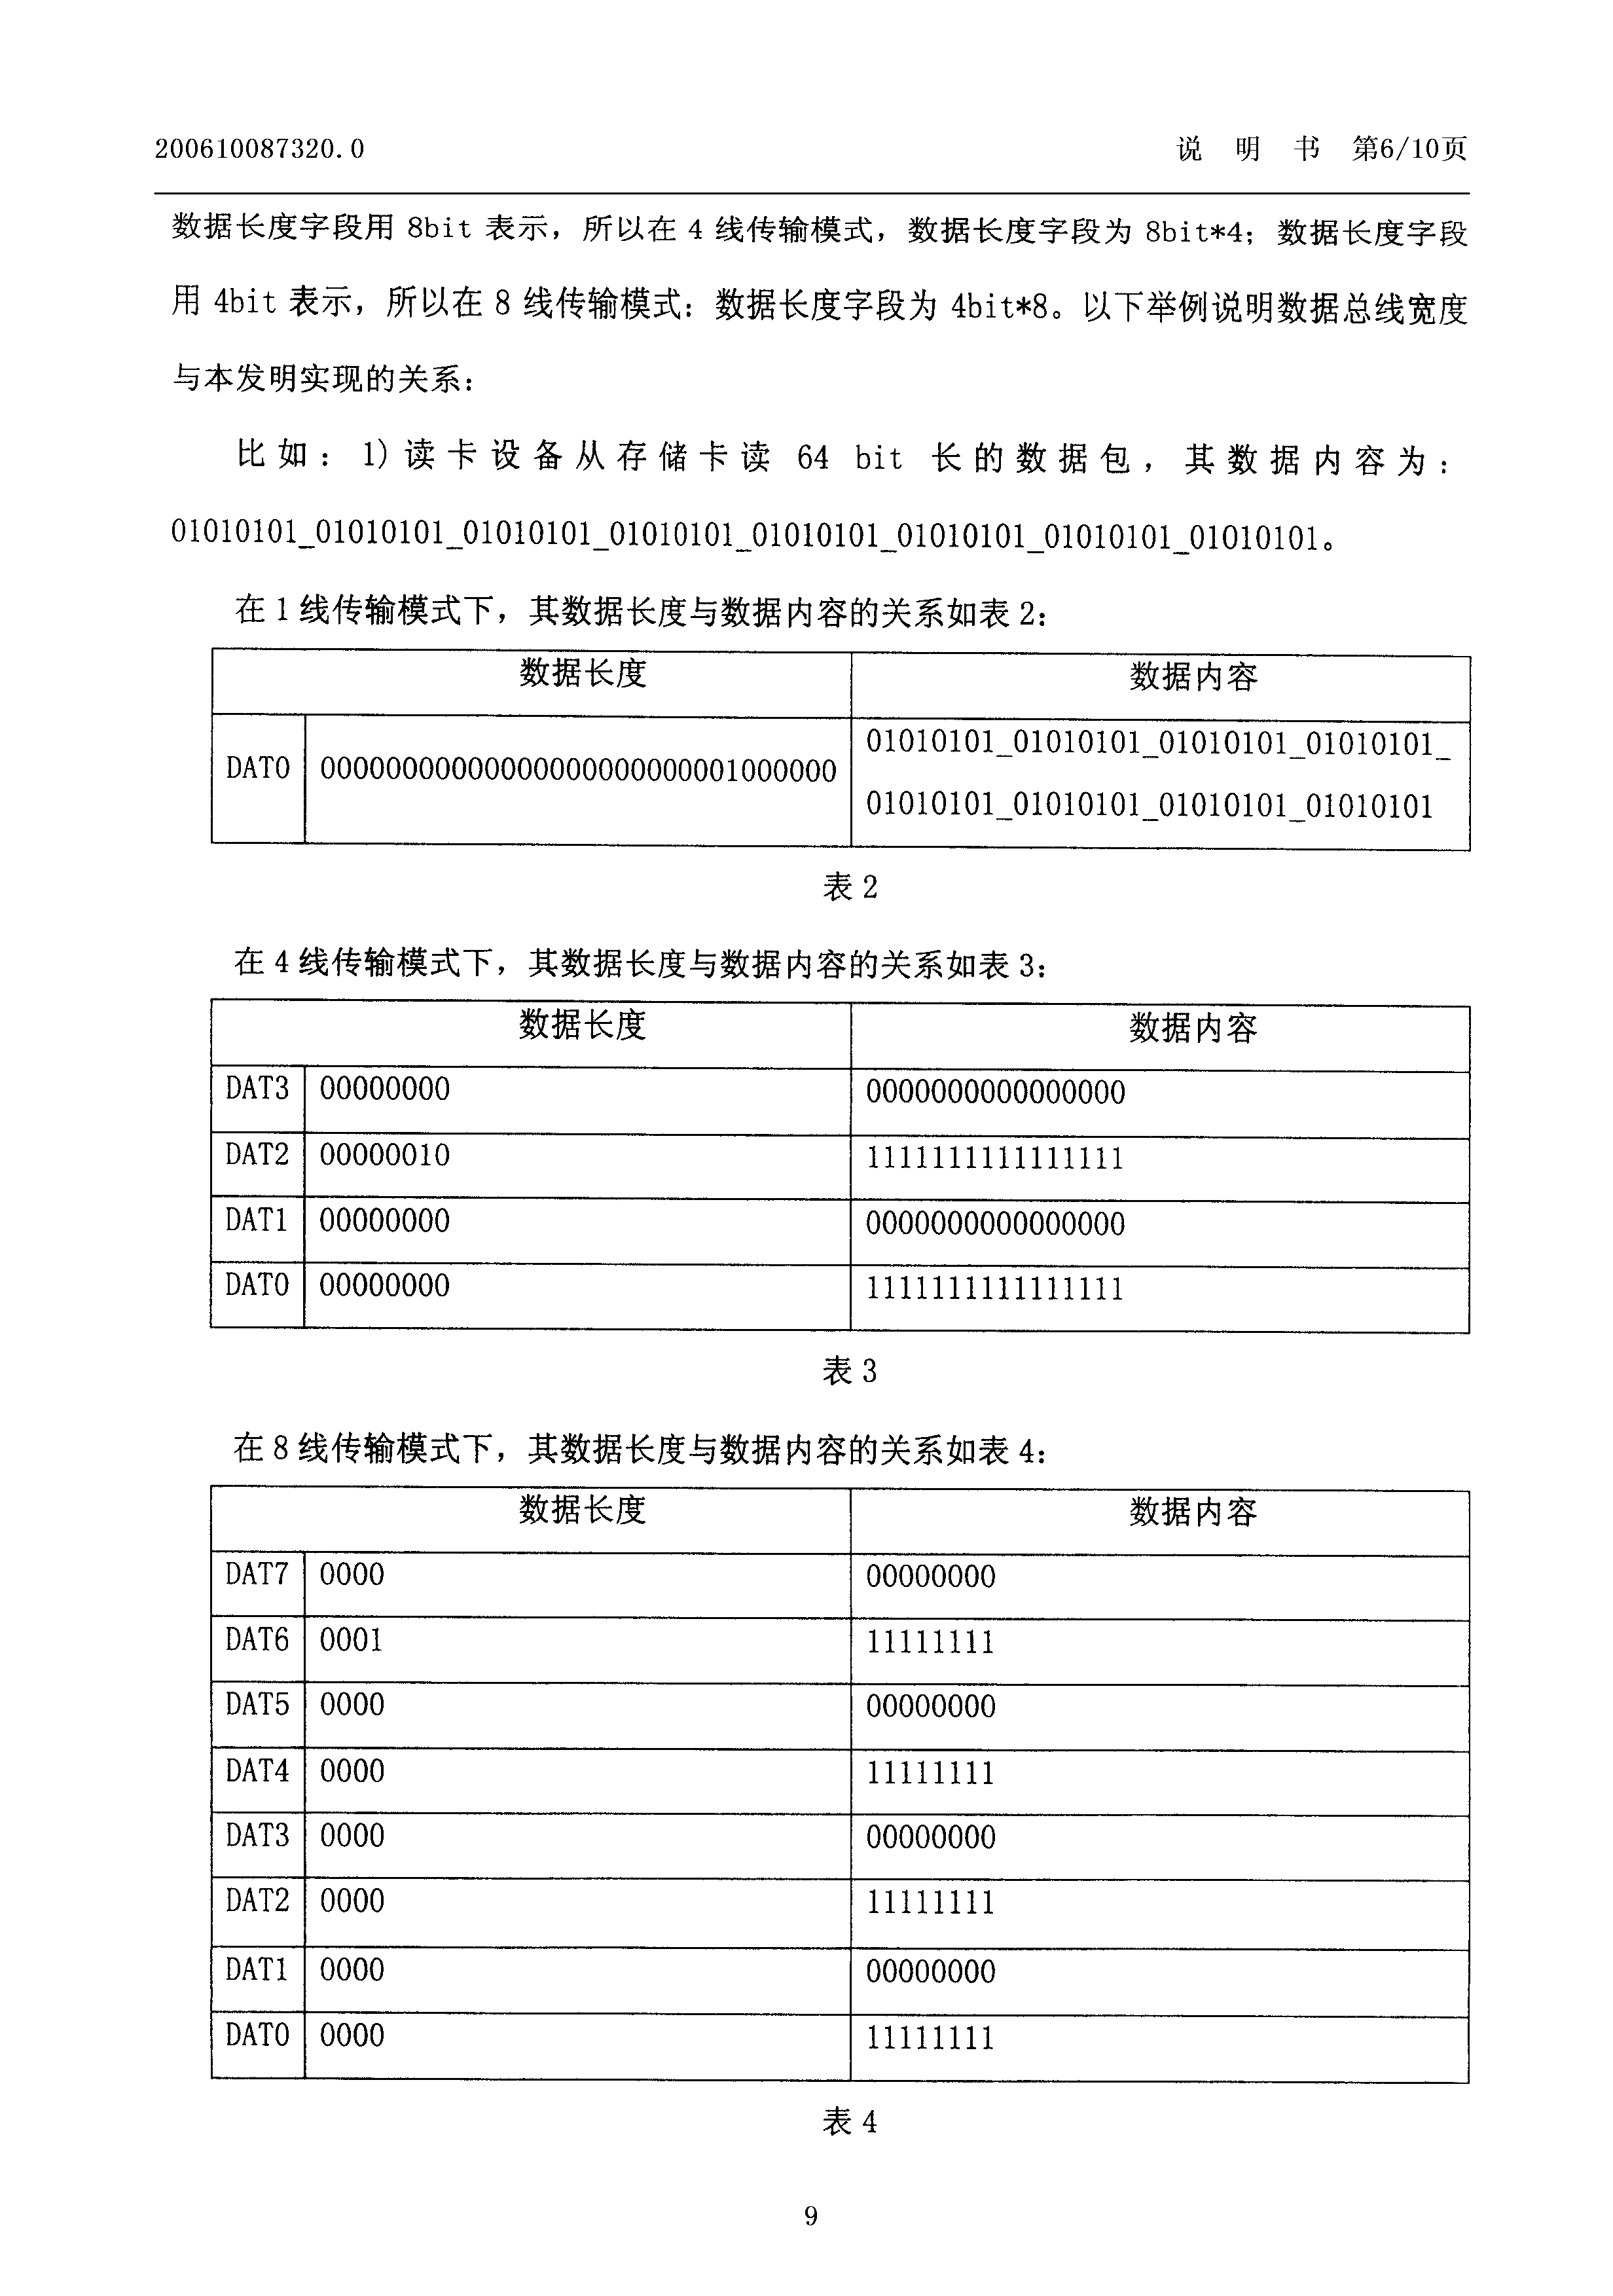 200610087320.0 说 明 书 第6/10页
数据长度字段用 8bit 表示，所以在 4 线传输模式，数据长度字段为 8bit*4；数据长度字段
用 4bit 表示，所以在 8 线传输模式：数据长度字段为 4bit*8。以下举例说明数据总线宽度
与本发明实现的关系：
比如：1)读卡设备从存储卡读 64 bit 长的数据包，其数据内容为：
01010101_01010101_01010101_01010101_01010101_01010101_01010101_01010101。
在 1 线传输模式下，其数据长度与数据内容的关系如表 2：
数据长度 数据内容
01010101_01010101_01010101_01010101_
DAT0 00000000000000000000000001000000
01010101_01010101_01010101_01010101
表 2
在 4 线传输模式下，其数据长度与数据内容的关系如表 3：
数据长度 数据内容
DAT3 00000000 0000000000000000
DAT2 00000010 1111111111111111
DAT1 00000000 0000000000000000
DAT0 00000000 1111111111111111
表 3
在 8 线传输模式下，其数据长度与数据内容的关系如表 4：
数据长度 数据内容
DAT7 0000 00000000
DAT6 0001 11111111
DAT5 0000 00000000
DAT4 0000 11111111
DAT3 0000 00000000
DAT2 0000 11111111
DAT1 0000 00000000
DAT0 0000 11111111
表 4
9